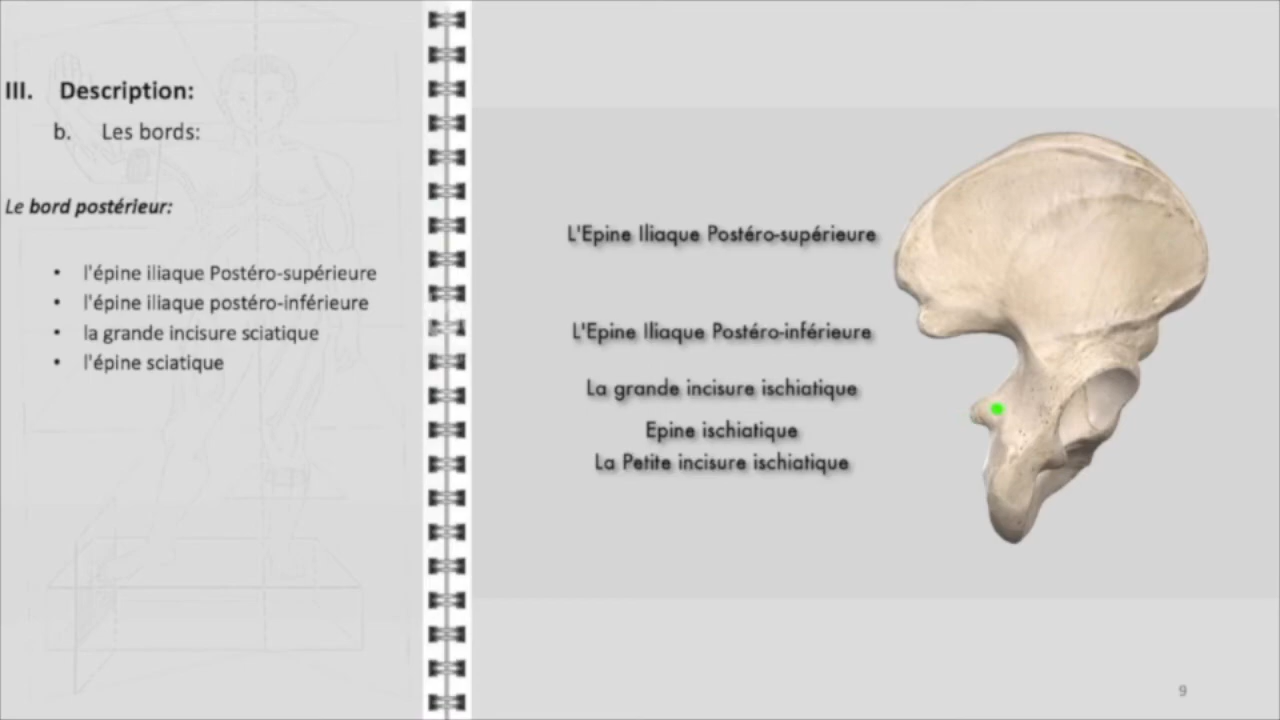 III. Description:
b. Les bords:
Le bord postérieur:
• l'épine iliaque Postéro-supérieure
• l'épine iliaque postéro-inférieure
• la grande incisure sciatique
• l'épine sciatique
L'Epine Iliaque Postéro-supérieure
L'Epine Iliaque Postéro-inférieure
La grande incisure ischiatique
Epine ischiatique
La Petite incisure ischiatique
9